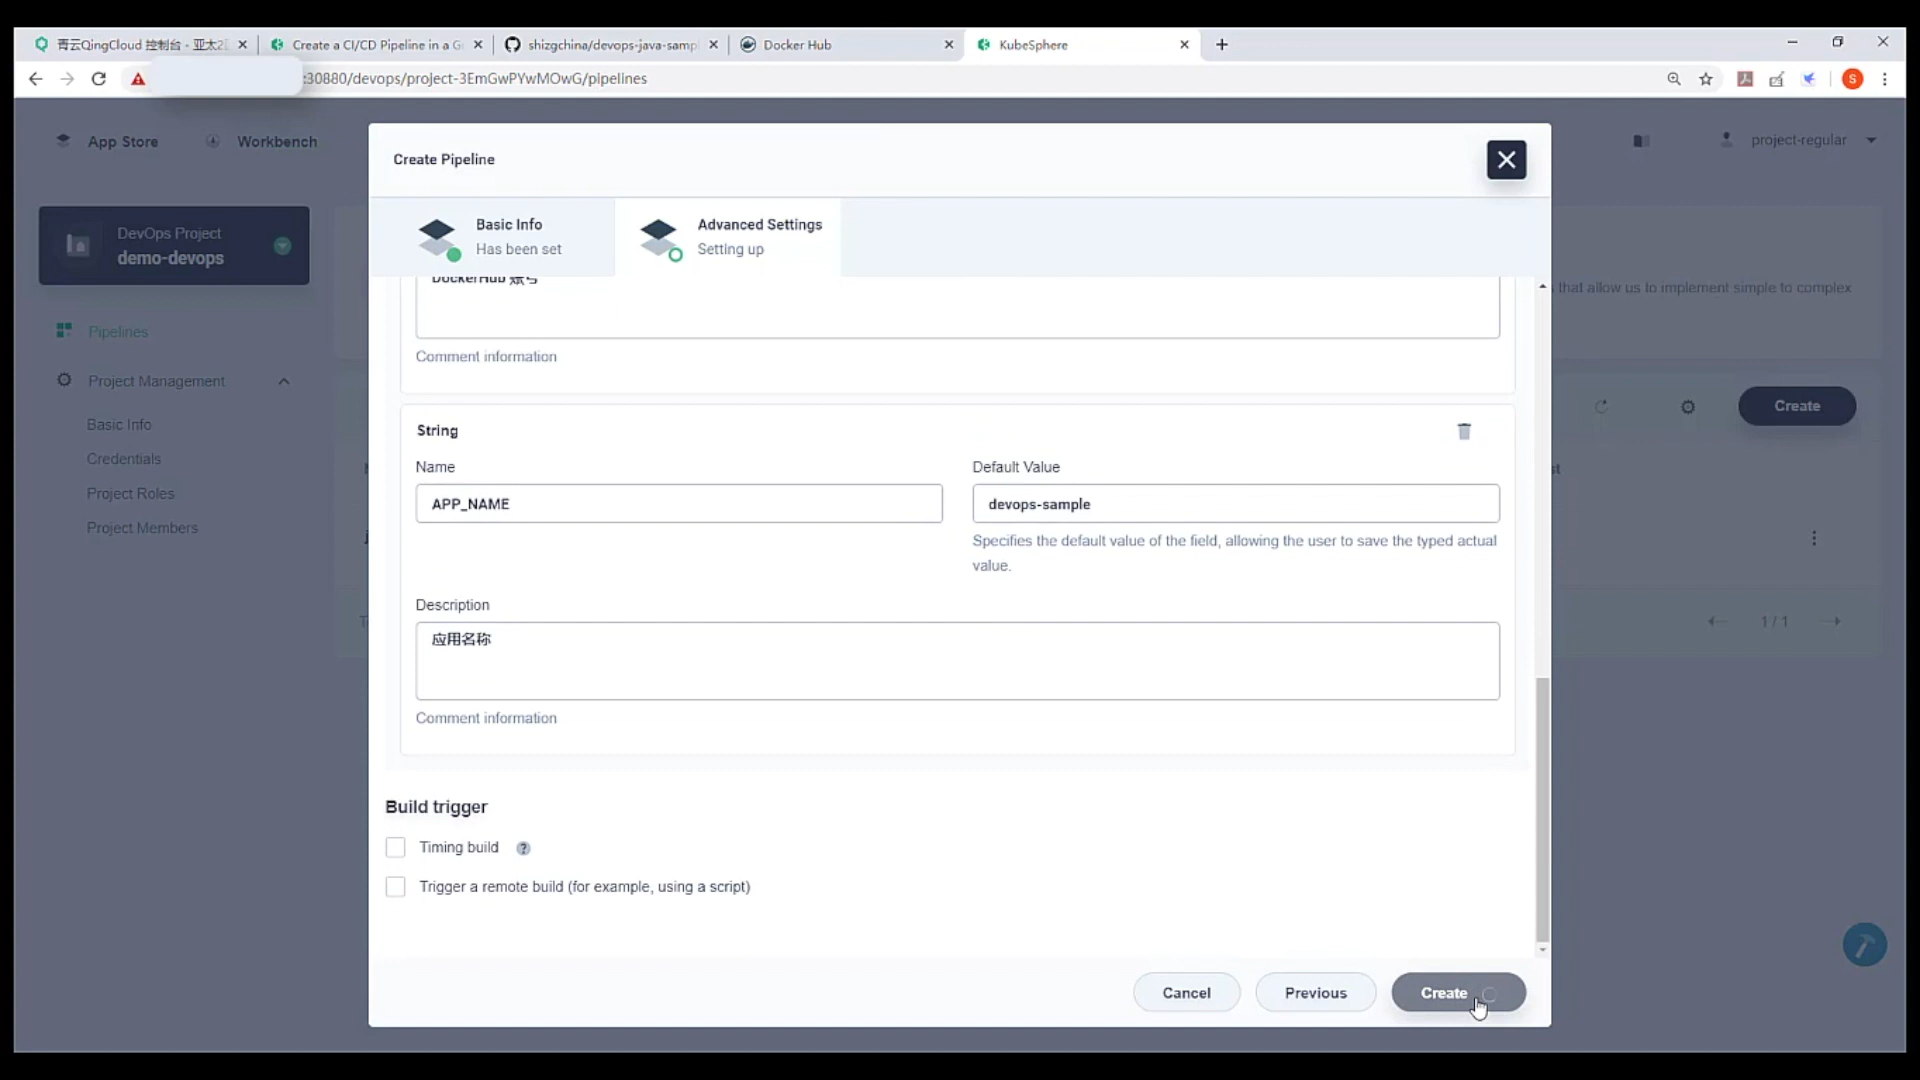 青云QingCloud 控制台 - 亚太2
Create a CI/CD Pipeline in a G
shizgchina/devops-java-samp
Docker Hub
KubeSphere
:30880/devops/project-3EmGwPYwMOwG/pipelines
S
App Store
Workbench
project-regular
Create Pipeline
Basic Info
Has been set
Advanced Settings
Setting up
DevOps Project
demo-devops
Pipelines
Project Management
Basic Info
Credentials
Project Roles
Project Members
that allow us to implement simple to complex
Create
1 / 1
DockerHub 账号
Comment information
String
Name
Default Value
APP_NAME
devops-sample
Specifies the default value of the field, allowing the user to save the typed actual
value.
Description
应用名称
Comment information
Build trigger
Timing build
?
Trigger a remote build (for example, using a script)
Cancel
Previous
Create